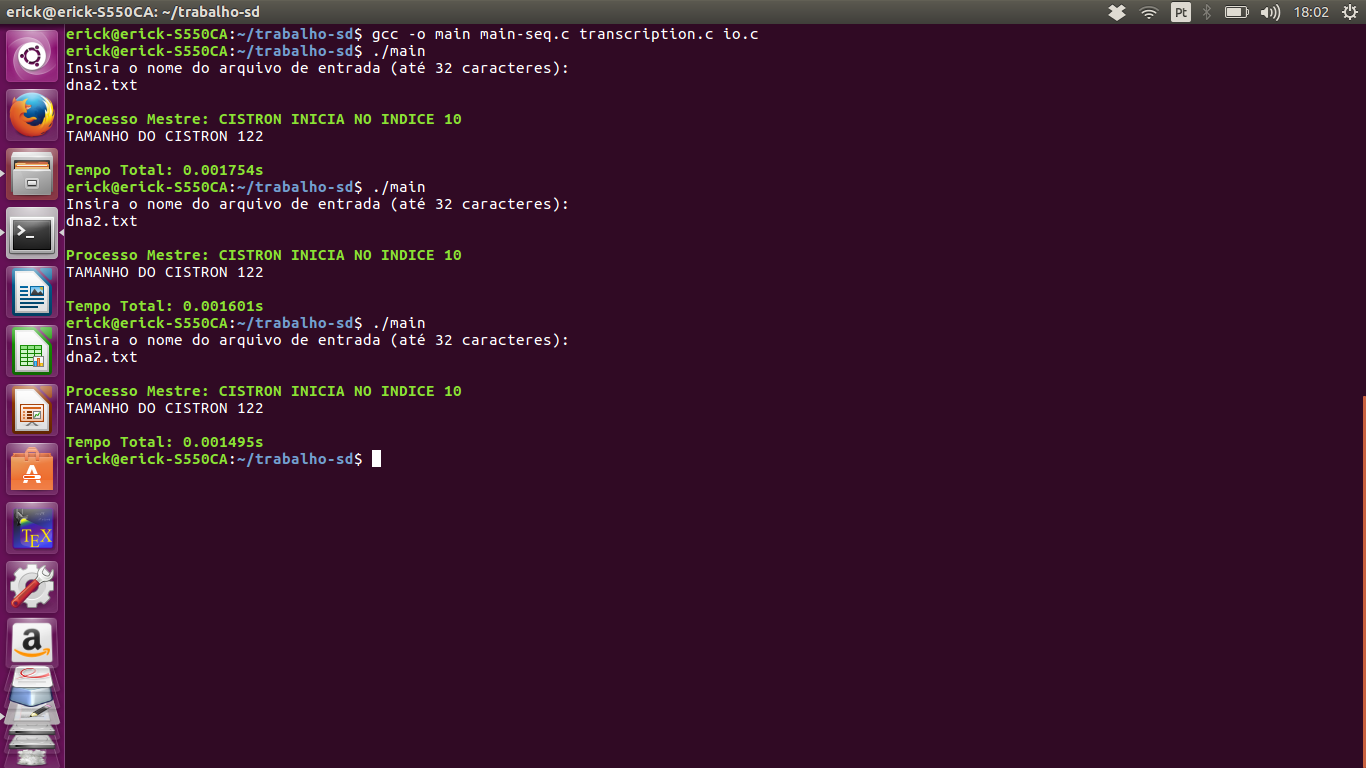 erick@erick-S550CA: ~/trabalho-sd
Pt
18:02
erick@erick-S550CA:~/trabalho-sd$ gcc -o main main-seq.c transcription.c io.c
erick@erick-S550CA:~/trabalho-sd$ ./main
Insira o nome do arquivo de entrada (até 32 caracteres):
dna2.txt
Processo Mestre: CISTRON INICIA NO INDICE 10
TAMANHO DO CISTRON 122
Tempo Total: 0.001754s
erick@erick-S550CA:~/trabalho-sd$ ./main
Insira o nome do arquivo de entrada (até 32 caracteres):
dna2.txt
Processo Mestre: CISTRON INICIA NO INDICE 10
TAMANHO DO CISTRON 122
Tempo Total: 0.001601s
erick@erick-S550CA:~/trabalho-sd$ ./main
Insira o nome do arquivo de entrada (até 32 caracteres):
dna2.txt
Processo Mestre: CISTRON INICIA NO INDICE 10
TAMANHO DO CISTRON 122
Tempo Total: 0.001495s
erick@erick-S550CA:~/trabalho-sd$
>_
A
TEX
a